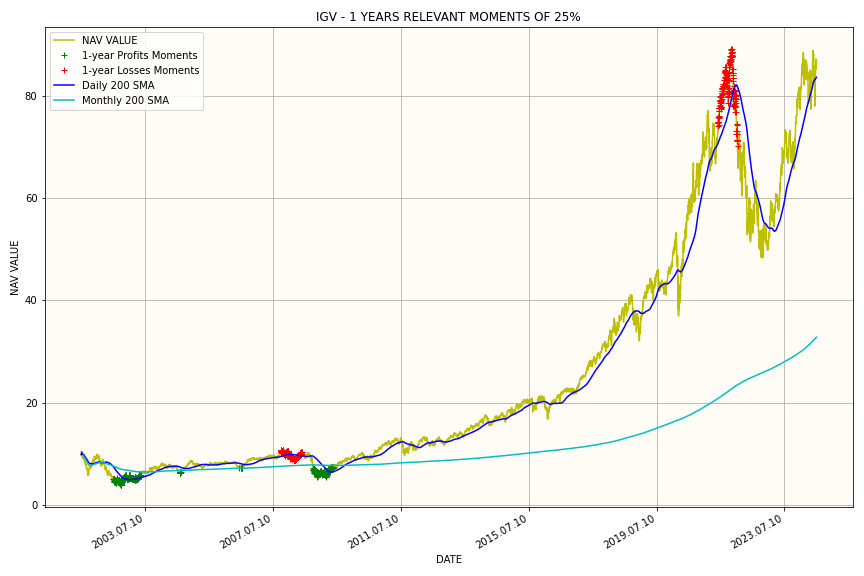 IGV - 1 YEARS RELEVANT MOMENTS OF 25%
NAV VALUE
1-year Profits Moments
1-year Losses Moments
Daily 200 SMA
Monthly 200 SMA
NAV VALUE
80
60
40
20
0
2003.07.10
2007.07.10
2011.07.10
2015.07.10
2019.07.10
2023.07.10
DATE